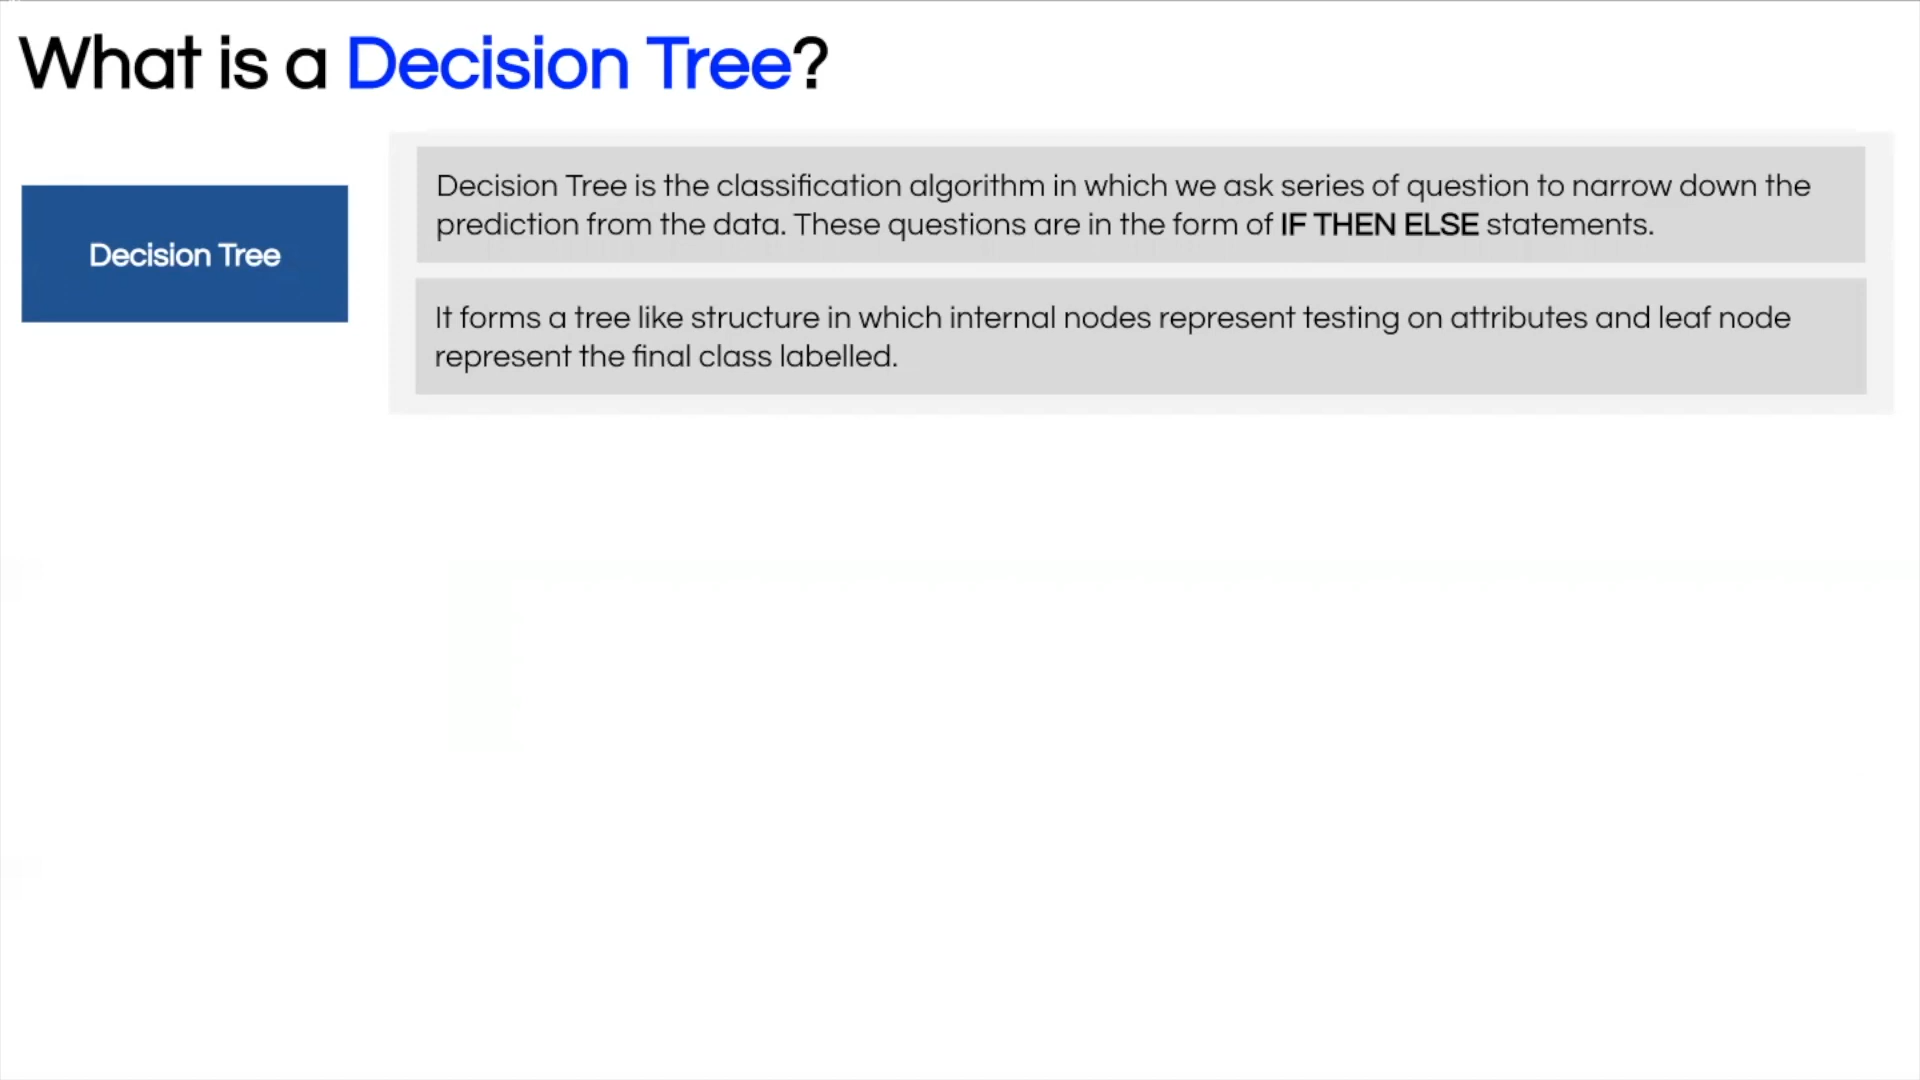 What is a Decision Tree?
Decision Tree
Decision Tree is the classification algorithm in which we ask series of question to narrow down the
prediction from the data. These questions are in the form of IF THEN ELSE statements.
It forms a tree like structure in which internal nodes represent testing on attributes and leaf node
represent the final class labelled.